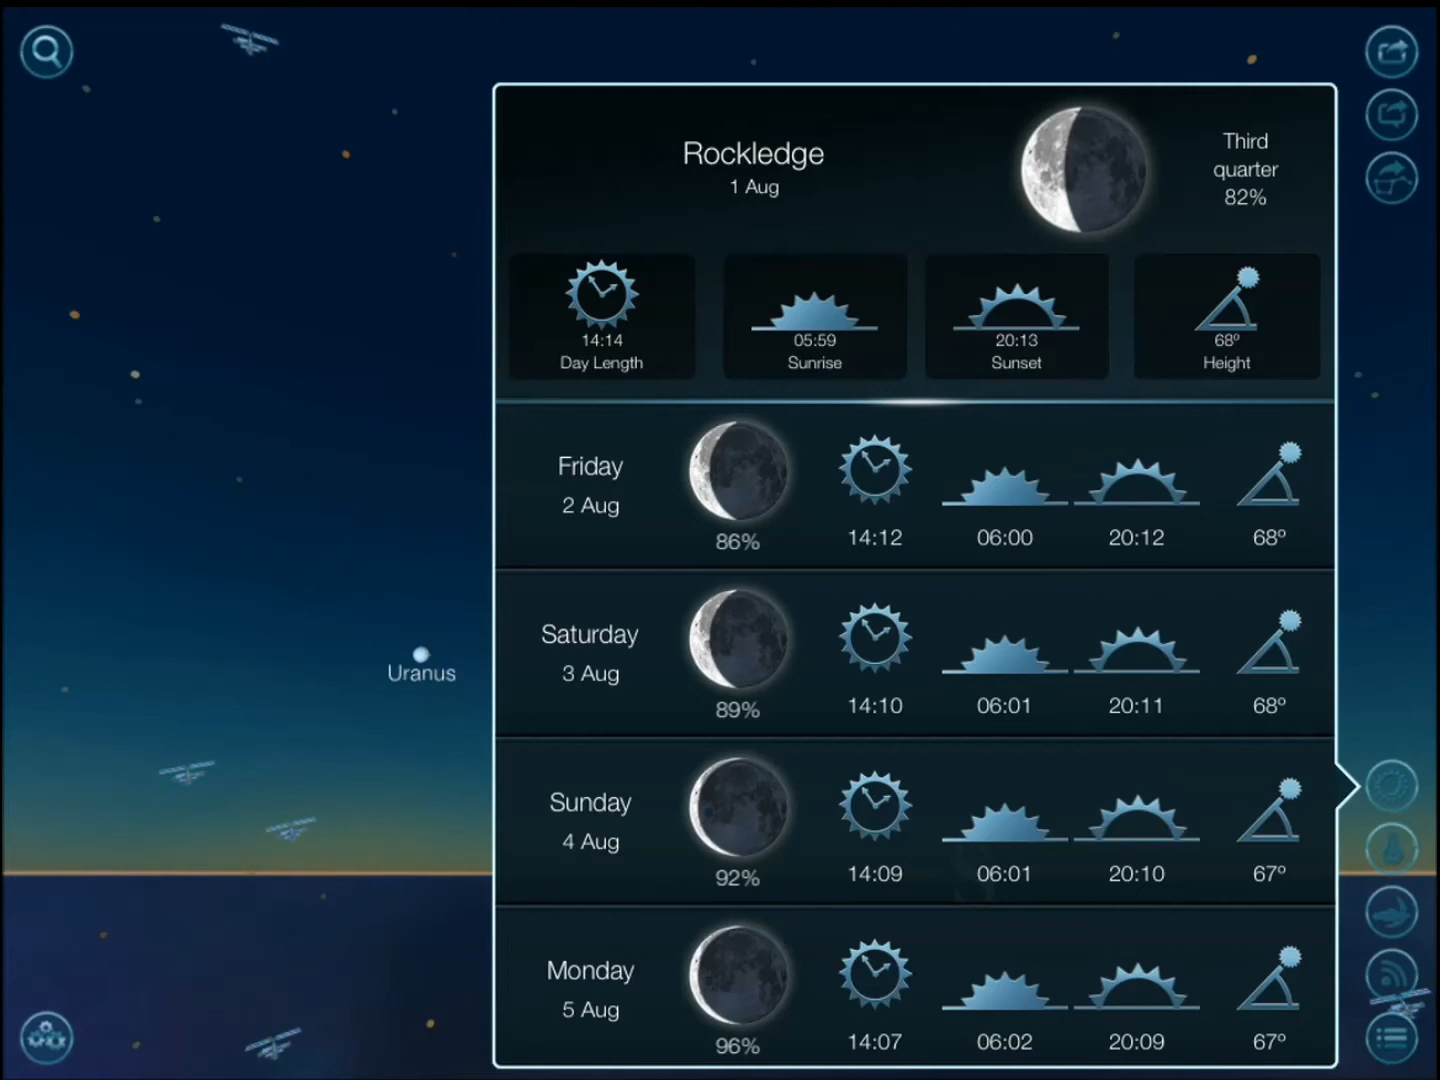 Rockledge
1 Aug
Third
quarter
82%
14:14
Day Length
05:59
Sunrise
20:13
Sunset
68º
Height
Friday
2 Aug
86%
14:12
06:00
20:12
68º
Saturday
3 Aug
89%
14:10
06:01
20:11
68º
Sunday
4 Aug
92%
14:09
06:01
20:10
67º
Monday
5 Aug
96%
14:07
06:02
20:09
67º
Uranus